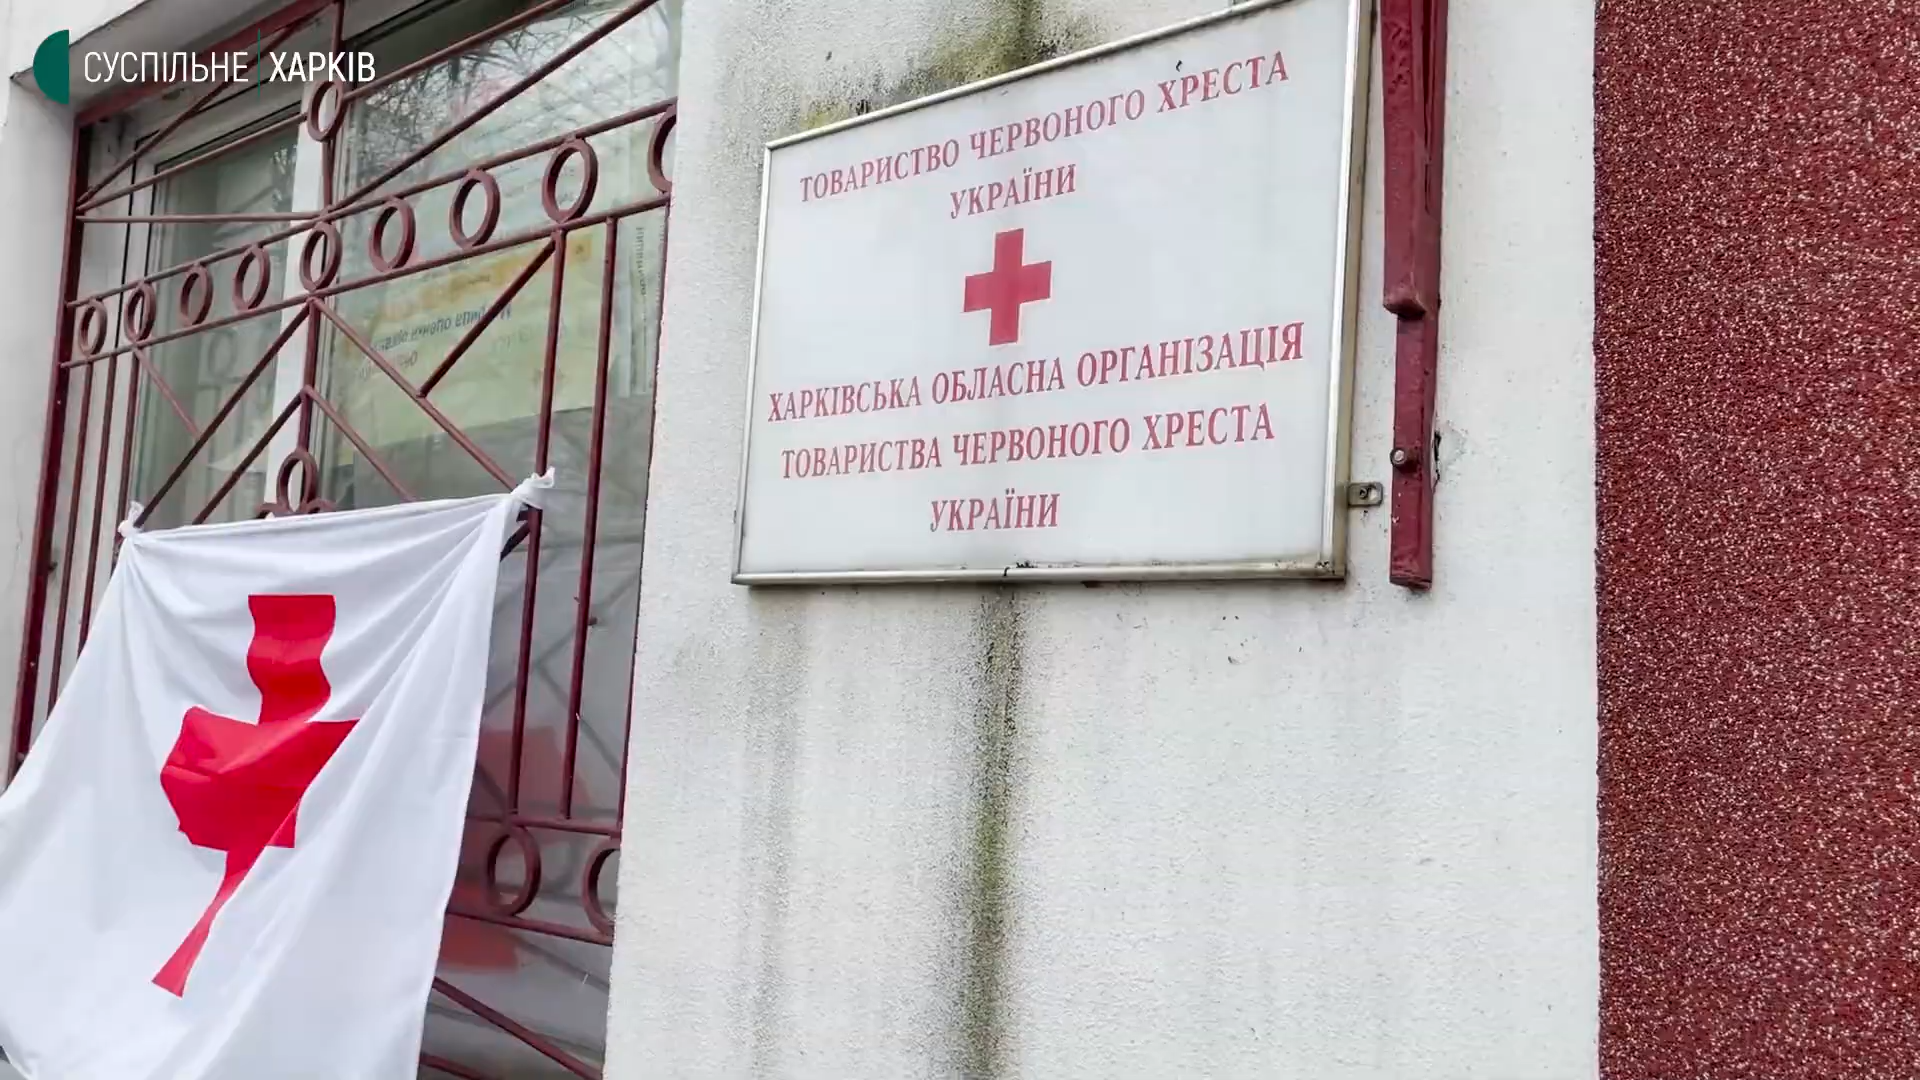 СУСПІЛЬНЕ ХАРКІВ
ТОВАРИСТВО ЧЕРВОНОГО ХРЕСТА
УКРАЇНИ
ХАРКІВСЬКА ОБЛАСНА ОРГАНІЗАЦІЯ
ТОВАРИСТВА ЧЕРВОНОГО ХРЕСТА
УКРАЇНИ